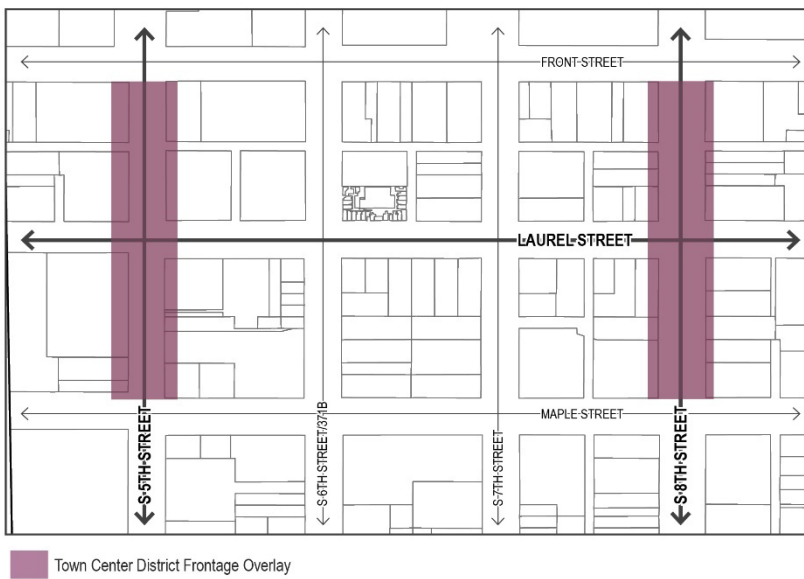 FRONT STREET
LAUREL STREET
MAPLE STREET
S 5TH STREET
S 6TH STREET/371B
S 7TH STREET
S 8TH STREET
Town Center District Frontage Overlay